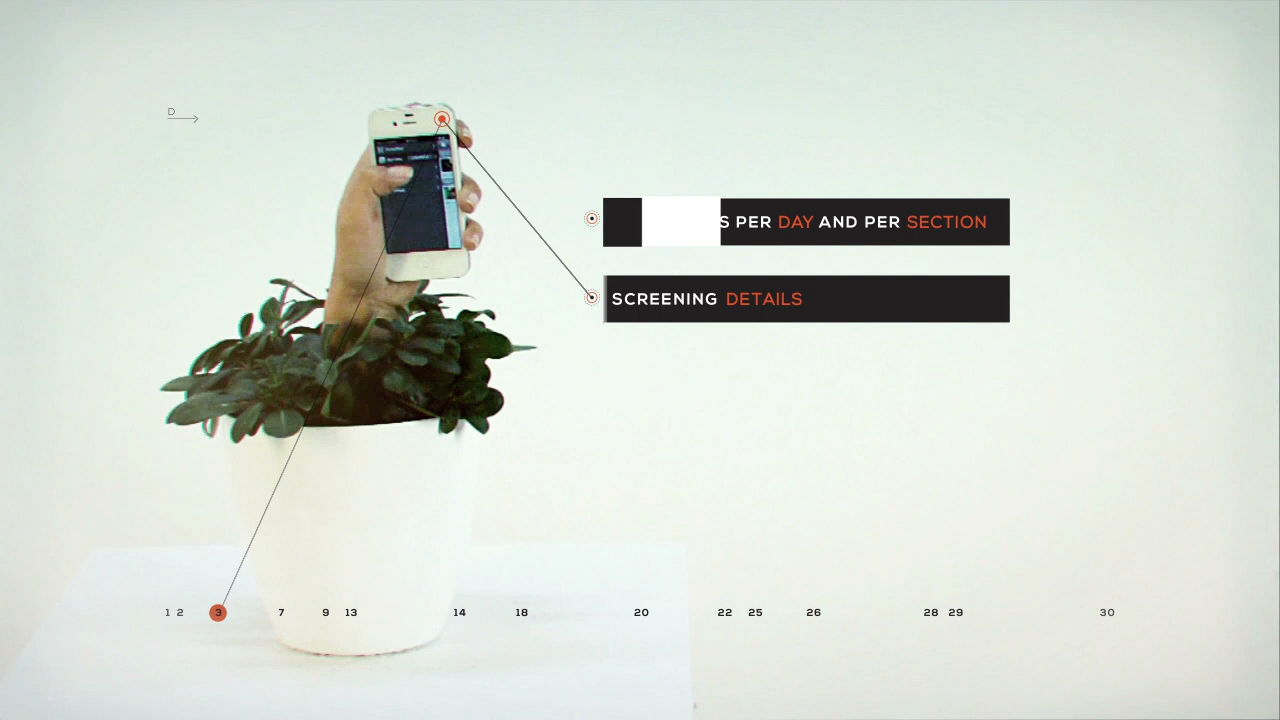 D
S PER DAY AND PER SECTION
SCREENING DETAILS
1 2 3 7 9 13 14 18 20 22 25 26 28 29 30